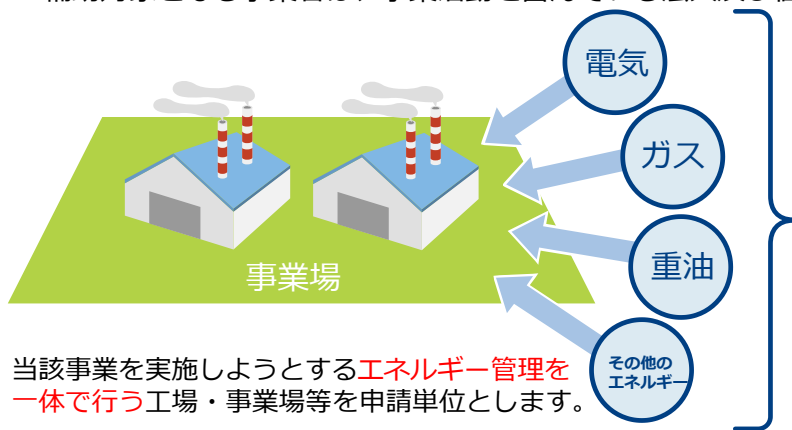 電気
ガス
事業場
重油
その他の
エネルギー
当該事業を実施しようとするエネルギー管理を
一体で行う工場・事業場等を申請単位とします。